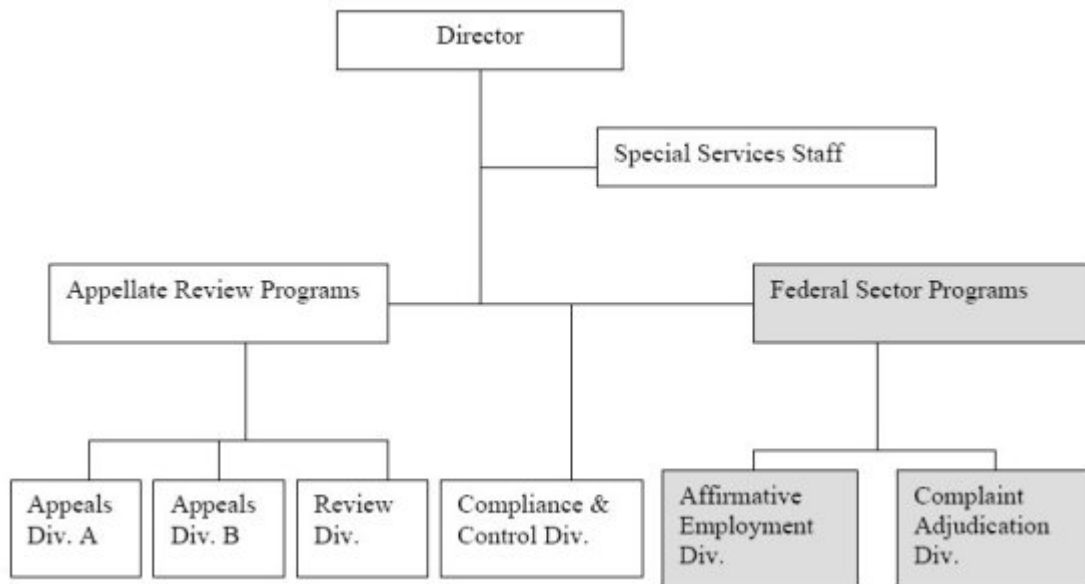 Director
Special Services Staff
Appellate Review Programs
Federal Sector Programs
Appeals
Div. A
Appeals
Div. B
Review
Div.
Compliance &
Control Div.
Affirmative
Employment
Div.
Complaint
Adjudication
Div.